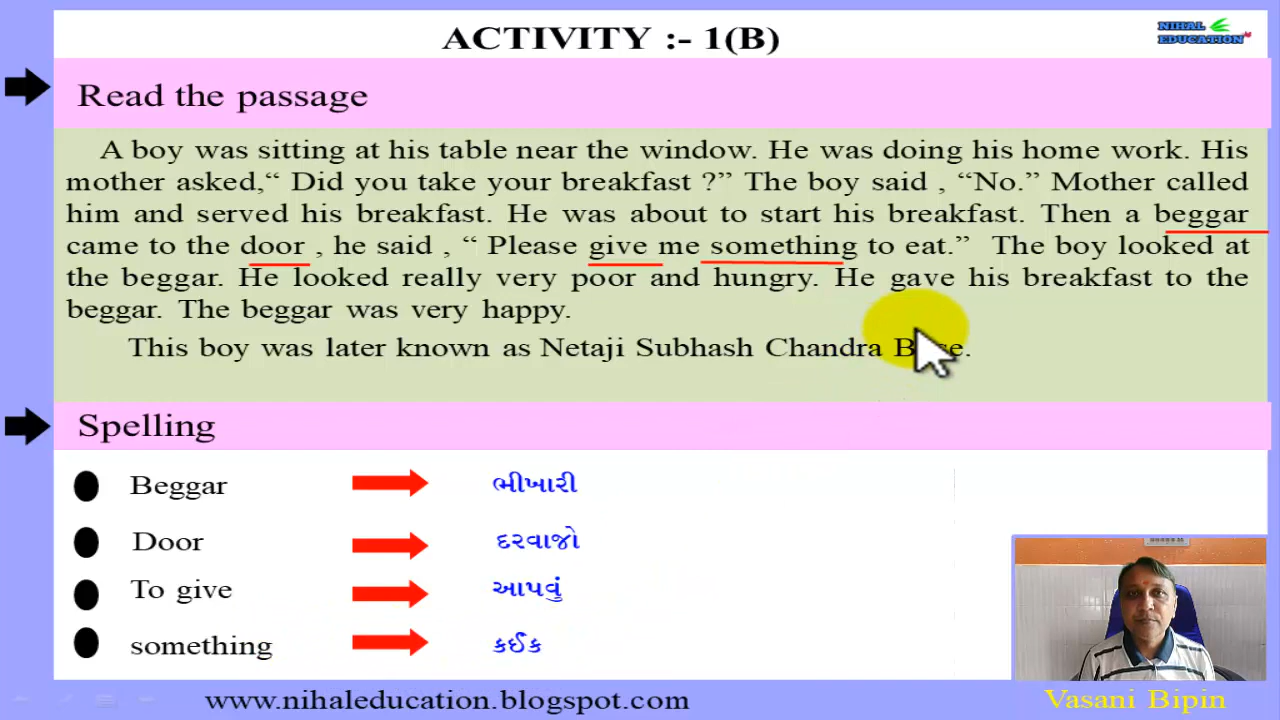 ACTIVITY :- 1(B)
NIHAL
EDUCATION
Read the passage
A boy was sitting at his table near the window. He was doing his home work. His
mother asked,“ Did you take your breakfast ?” The boy said , “No.” Mother called
him and served his breakfast. He was about to start his breakfast. Then a beggar
came to the door , he said , “ Please give me something to eat.” The boy looked at
the beggar. He looked really very poor and hungry. He gave his breakfast to the
beggar. The beggar was very happy.
This boy was later known as Netaji Subhash Chandra
Spelling
Beggar ભીખારી
Door દરવાજો
To give આપવું
something કઈક
www.nihaleducation.blogspot.com
Vasani Bipin